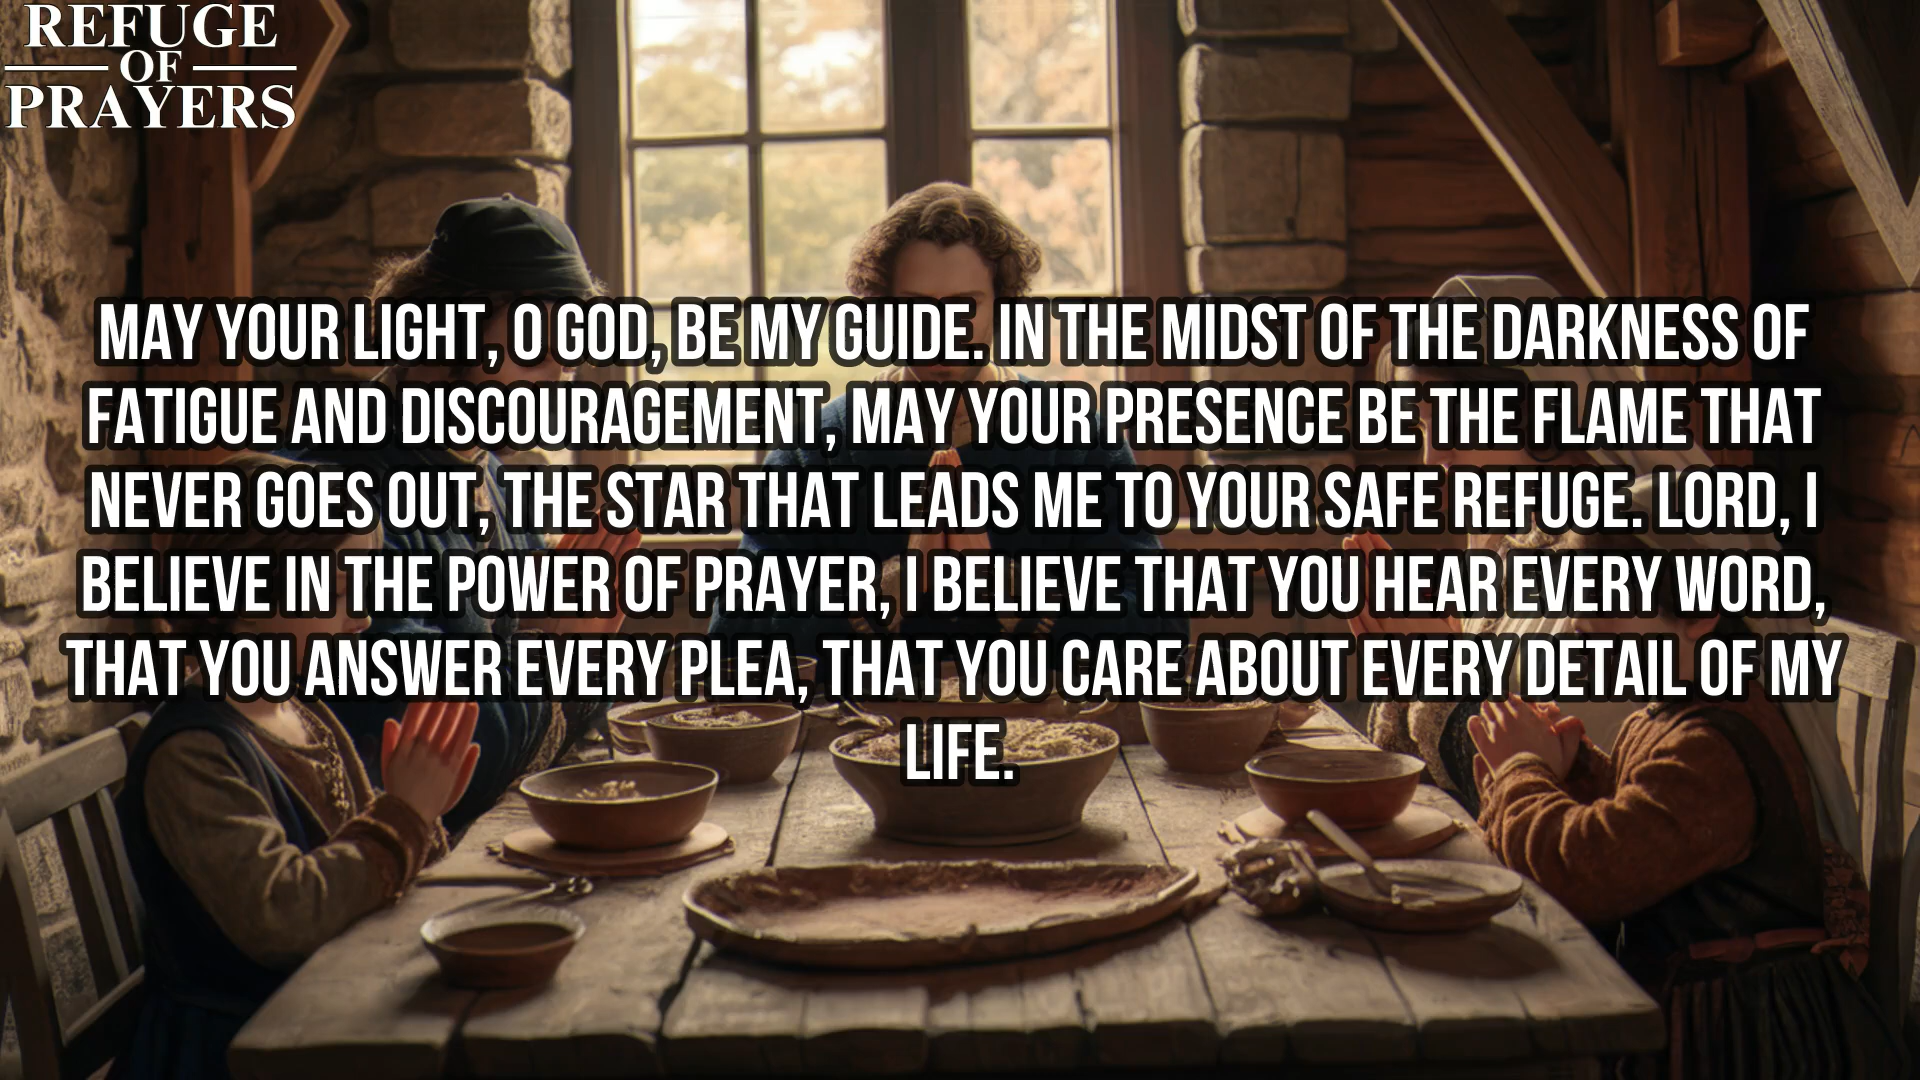 REFUGE
OF
PRAYERS
MAY YOUR LIGHT, O GOD, BE MY GUIDE. IN THE MIDST OF THE DARKNESS OF
FATIGUE AND DISCOURAGEMENT, MAY YOUR PRESENCE BE THE FLAME THAT
NEVER GOES OUT, THE STAR THAT LEADS ME TO YOUR SAFE REFUGE. LORD, I
BELIEVE IN THE POWER OF PRAYER, I BELIEVE THAT YOU HEAR EVERY WORD,
THAT YOU ANSWER EVERY PLEA, THAT YOU CARE ABOUT EVERY DETAIL OF MY
LIFE.